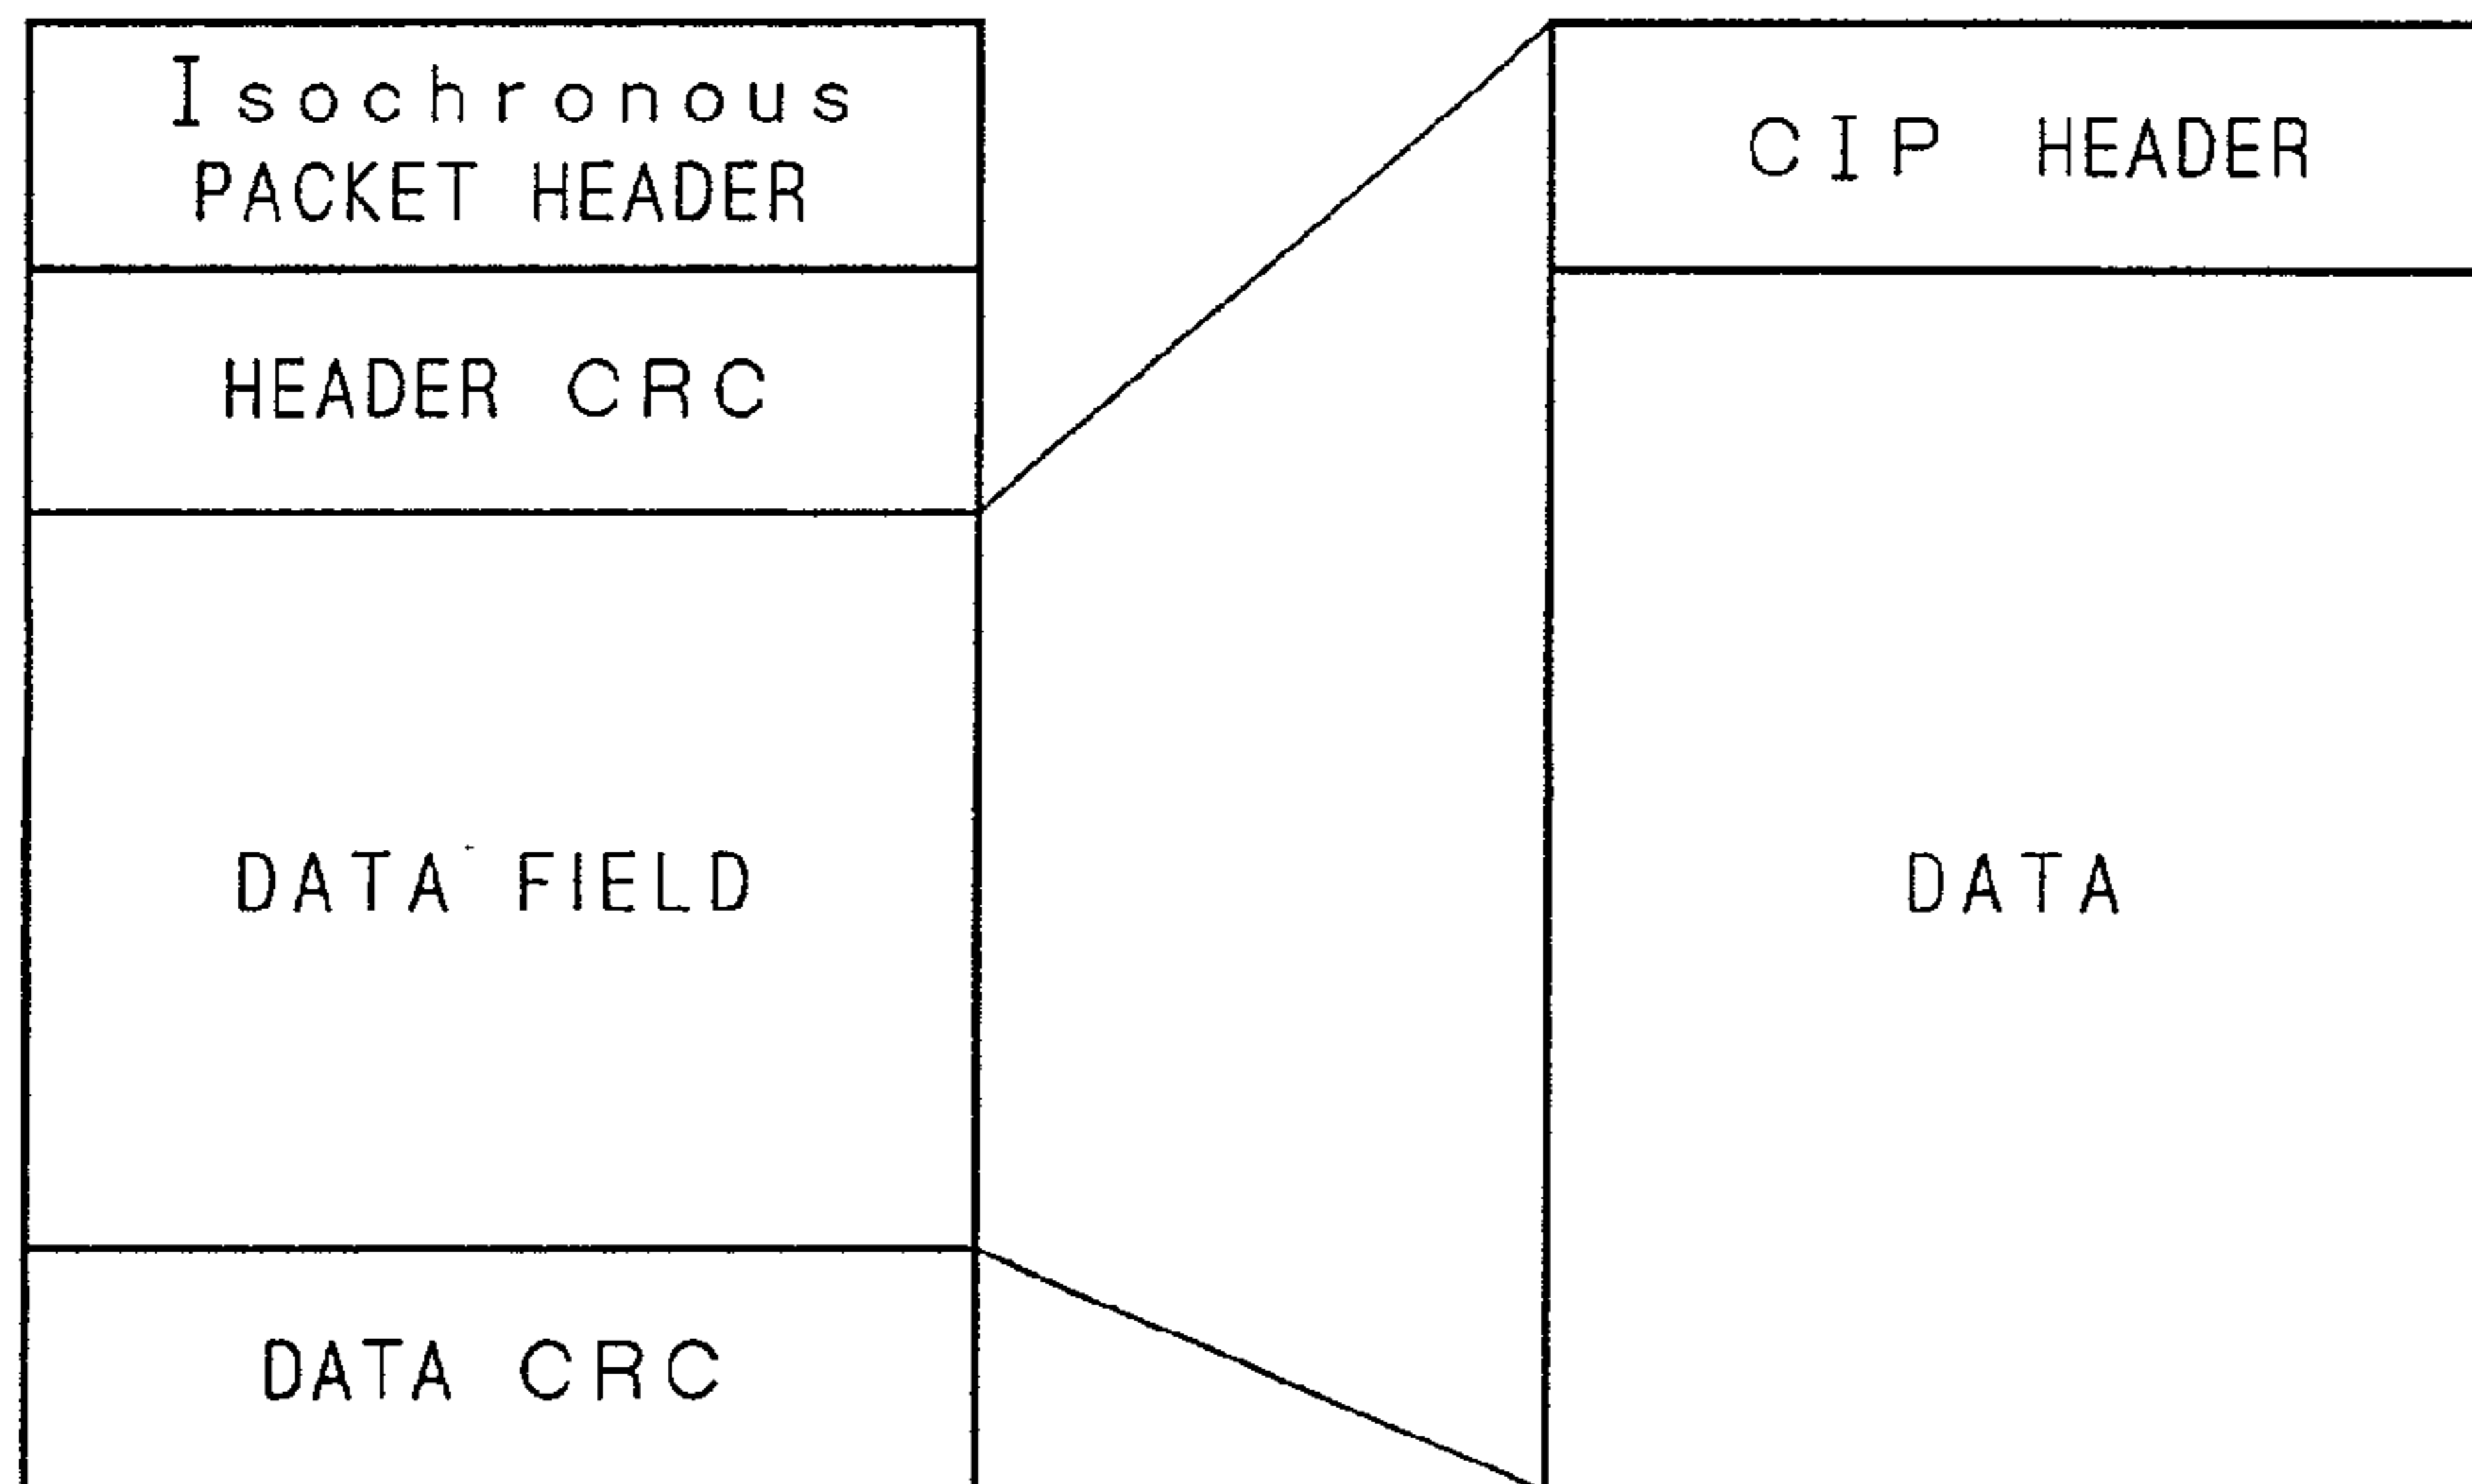 Isochronous
PACKET HEADER
HEADER CRC
DATA FIELD
DATA CRC
CIP HEADER
DATA